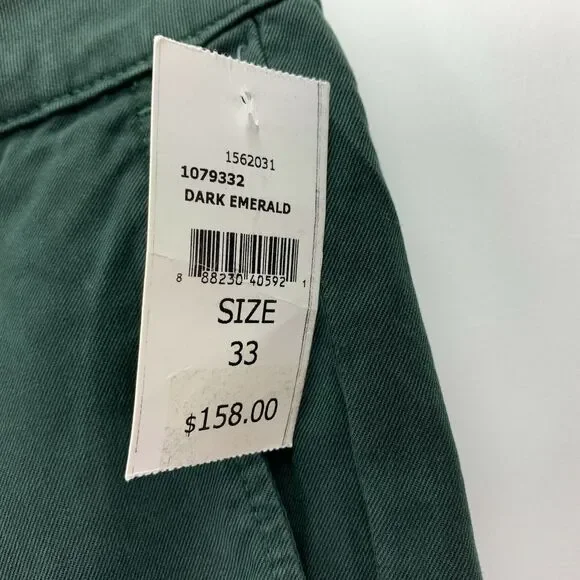 1562031
1079332
DARK EMERALD
8 88230 40592 1
SIZE
33
$158.00